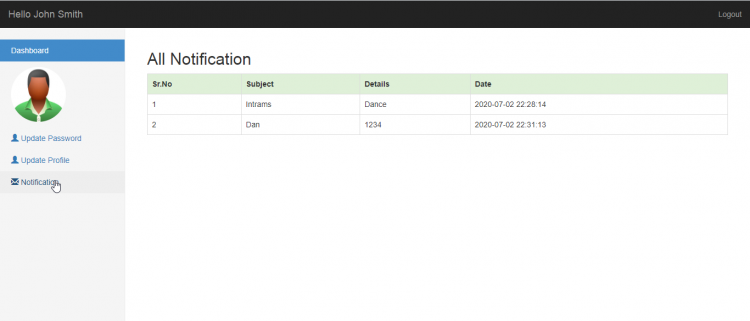 Hello John Smith
Logout
Dashboard
Update Password
Update Profile
Notification
All Notification
Sr.No Subject Details Date
1 Intrams Dance 2020-07-02 22:28:14
2 Dan 1234 2020-07-02 22:31:13